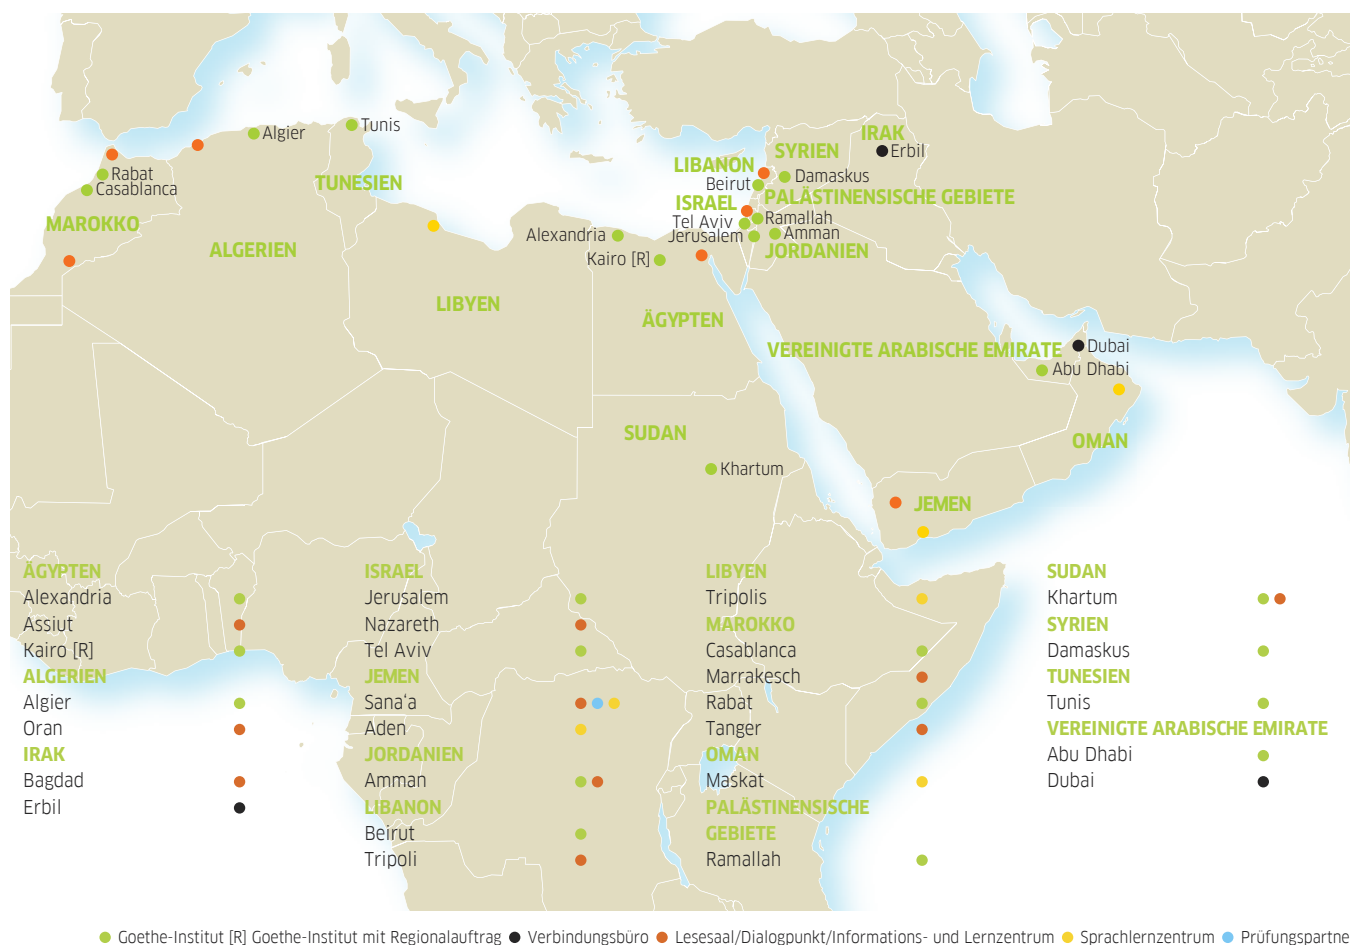 Algier
Tunis
Rabat
Casablanca
TUNESIEN
MAROKKO
ALGERIEN
LIBYEN
IRAK
Erbil
SYRIEN
LIBANON
Damaskus
Beirut
PALÄSTINENSISCHE GEBIETE
ISRAEL
Ramallah
Tel Aviv
Amman
Jerusalem
JORDANIEN
Alexandria
Kairo [R]
ÄGYPTEN
VEREINIGTE ARABISCHE EMIRATE
Dubai
Abu Dhabi
OMAN
SUDAN
Khartum
JEMEN
ÄGYPTEN
Alexandria
Assiut
Kairo [R]
ALGERIEN
Algier
Oran
IRAK
Bagdad
Erbil
ISRAEL
Jerusalem
Nazareth
Tel Aviv
JEMEN
Sana'a
Aden
JORDANIEN
Amman
LIBANON
Beirut
Tripoli
LIBYEN
Tripolis
MAROKKO
Casablanca
Marrakesch
Rabat
Tanger
OMAN
Maskat
PALÄSTINENSISCHE
GEBIETE
Ramallah
SUDAN
Khartum
SYRIEN
Damaskus
TUNESIEN
Tunis
VEREINIGTE ARABISCHE EMIRATE
Abu Dhabi
Dubai
Goethe-Institut [R] Goethe-Institut mit Regionalauftrag Verbindungsbüro Lesesaal/Dialogpunkt/Informations- und Lernzentrum Sprachlernzentrum Prüfungspartne